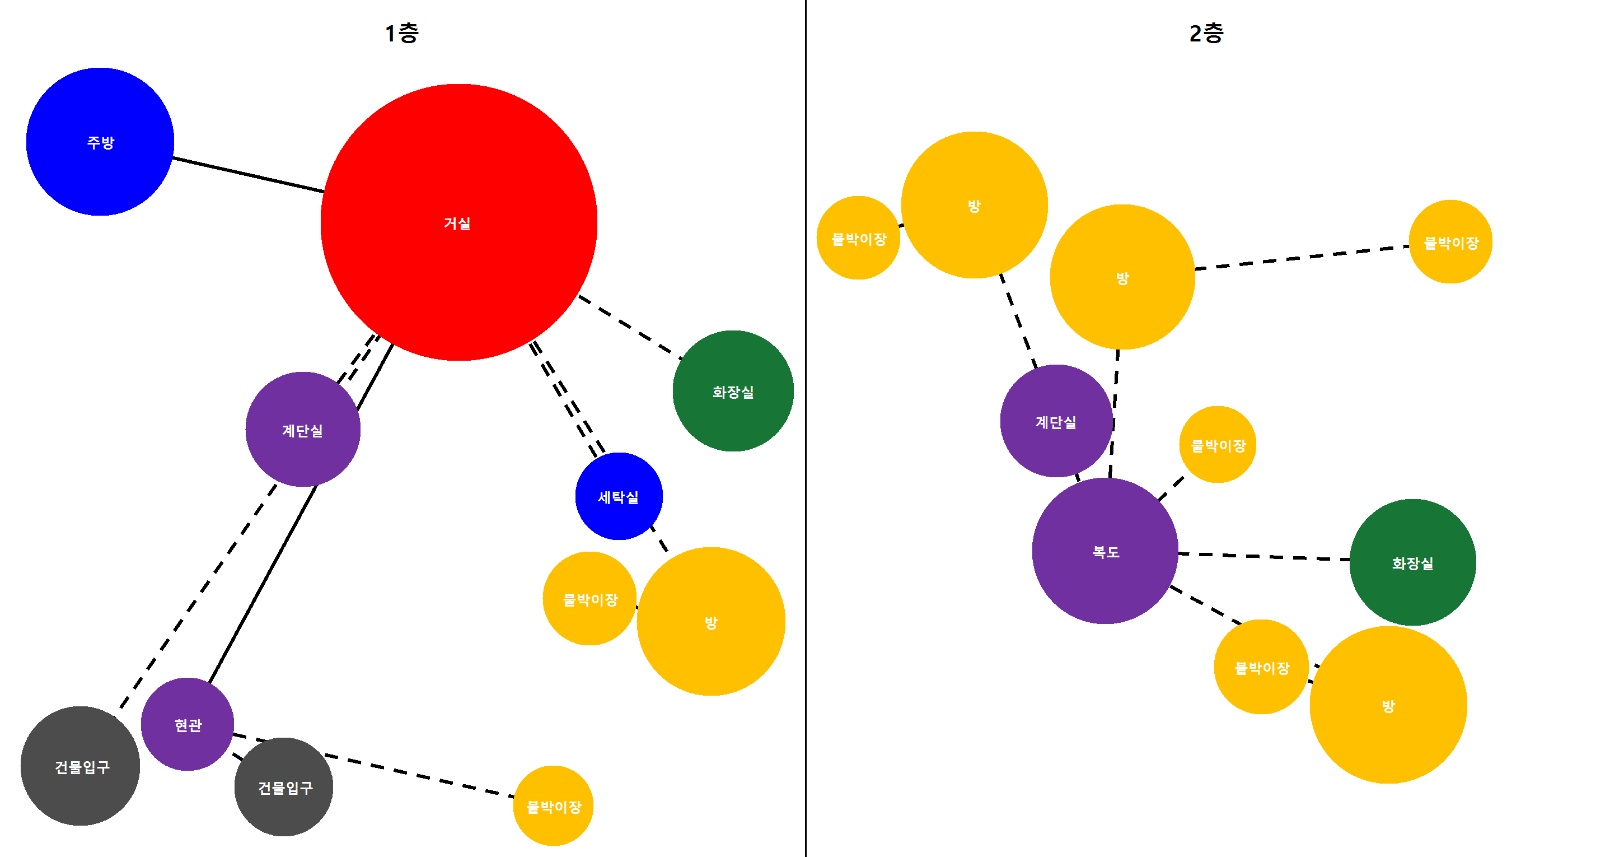 1층
주방
거실
화장실
계단실
세탁실
붙박이장
방
현관
건물입구
건물입구
붙박이장
2층
방
붙박이장
방
붙박이장
계단실
붙박이장
복도
화장실
붙박이장
방